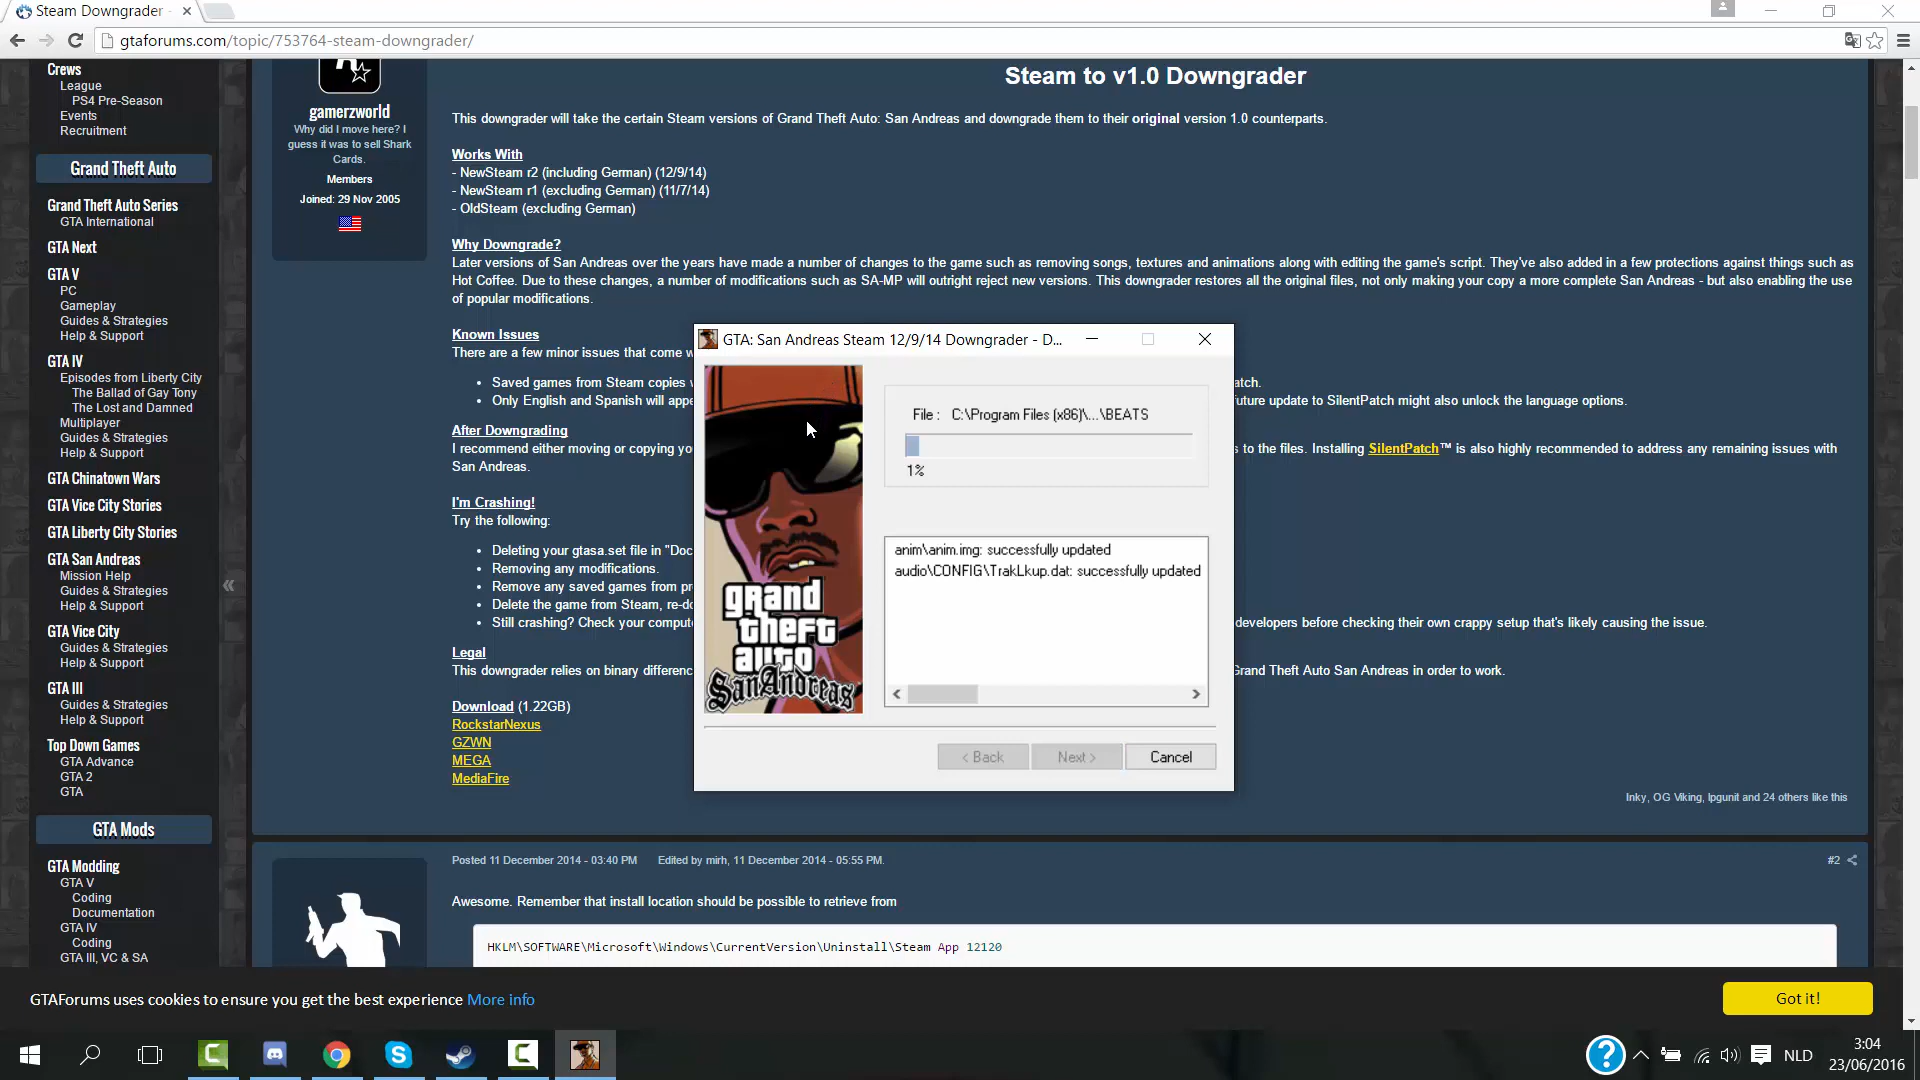 Steam Downgrader -
gtaforums.com/topic/753764-steam-downgrader/
Crews
League
PS4 Pre-Season
Events
Recruitment
Grand Theft Auto
Grand Theft Auto Series
GTA International
GTA Next
GTA V
PC
Gameplay
Guides & Strategies
Help & Support
GTA IV
Episodes from Liberty City
The Ballad of Gay Tony
The Lost and Damned
Multiplayer
Guides & Strategies
Help & Support
GTA Chinatown Wars
GTA Vice City Stories
GTA Liberty City Stories
GTA San Andreas
Mission Help
Guides & Strategies
Help & Support
GTA Vice City
Guides & Strategies
Help & Support
GTA III
Guides & Strategies
Help & Support
Top Down Games
GTA Advance
GTA 2
GTA
GTA Mods
GTA Modding
GTA V
Coding
Documentation
GTA IV
Coding
GTA III, VC & SA
gamerzworld
Why did I move here? I
guess it was to sell Shark
Cards.
Members
Joined: 29 Nov 2005
Steam to v1.0 Downgrader
This downgrader will take the certain Steam versions of Grand Theft Auto: San Andreas and downgrade them to their original version 1.0 counterparts.
Works With
- NewSteam r2 (including German) (12/9/14)
- NewSteam r1 (excluding German) (11/7/14)
- OldSteam (excluding German)
Why Downgrade?
Later versions of San Andreas over the years have made a number of changes to the game such as removing songs, textures and animations along with editing the game's script. They've also added in a few protections against things such as
Hot Coffee. Due to these changes, a number of modifications such as SA-MP will outright reject new versions. This downgrader restores all the original files, not only making your copy a more complete San Andreas - but also enabling the use
of popular modifications.
Known Issues
There are a few minor issues that come w
Saved games from Steam copies w atch.
Only English and Spanish will appe future update to SilentPatch might also unlock the language options.
After Downgrading
I recommend either moving or copying yo s to the files. Installing SilentPatch™ is also highly recommended to address any remaining issues with
San Andreas.
I'm Crashing!
Try the following:
Deleting your gtasa.set file in "Doc
Removing any modifications.
Remove any saved games from pr
Delete the game from Steam, re-do
Still crashing? Check your comput developers before checking their own crappy setup that's likely causing the issue.
Legal
This downgrader relies on binary differenc Grand Theft Auto San Andreas in order to work.
Download (1.22GB)
RockstarNexus
GZWN
MEGA
MediaFire
Inky, OG Viking, lpgunit and 24 others like this
GTA: San Andreas Steam 12/9/14 Downgrader - D...
File : C:\Program Files (x86)\...\BEATS
1%
anim\anim.img: successfully updated
audio\CONFIG\TrakLkup.dat: successfully updated
grand
theft
auto
San Andreas
< Back
Next >
Cancel
Posted 11 December 2014 - 03:40 PM Edited by mirh, 11 December 2014 - 05:55 PM.
#2
Awesome. Remember that install location should be possible to retrieve from
HKLM\SOFTWARE\Microsoft\Windows\CurrentVersion\Uninstall\Steam App 12120
GTAForums uses cookies to ensure you get the best experience More info
Got it!
NLD
3:04
23/06/2016